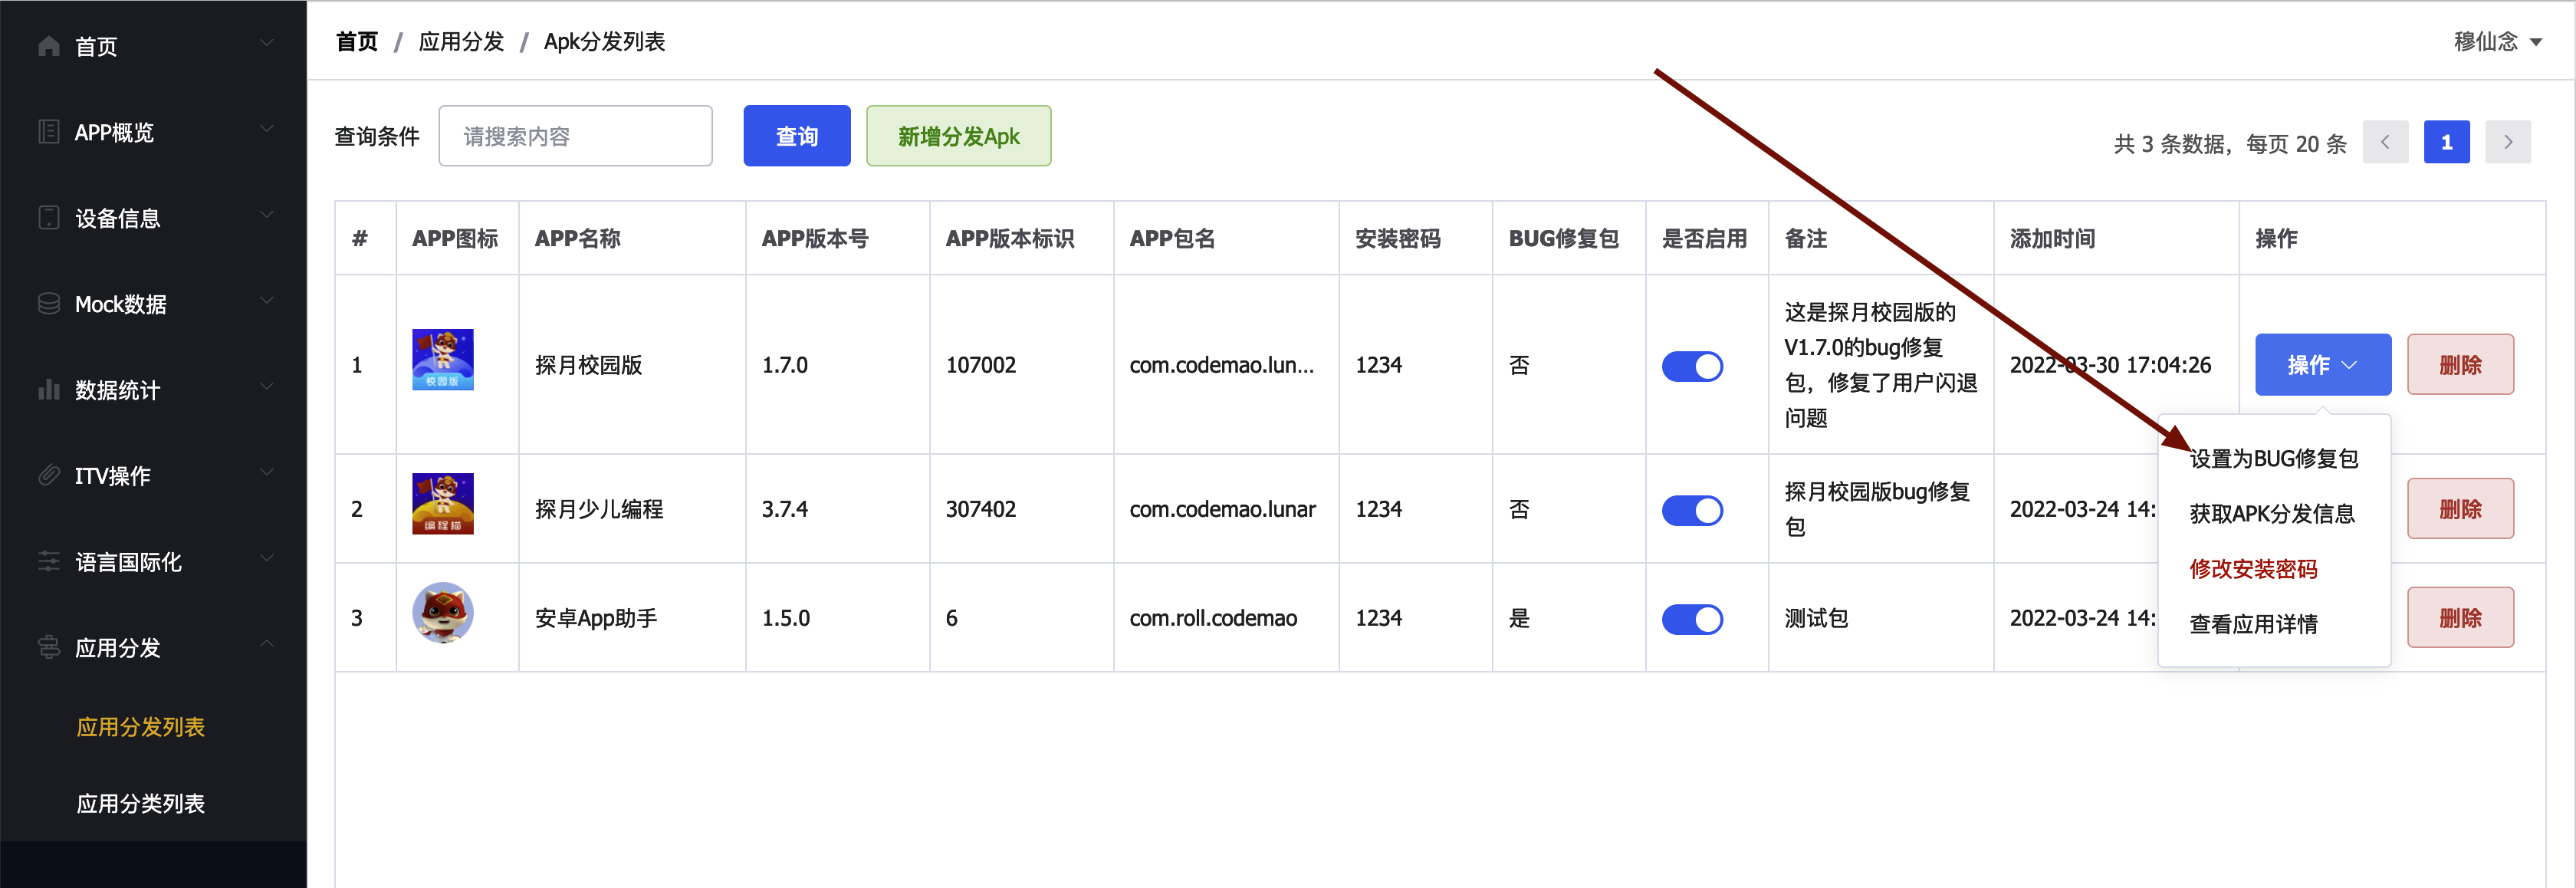 首页
APP概览
设备信息
Mock数据
数据统计
ITV操作
语言国际化
应用分发
应用分发列表
应用分类列表
首页 / 应用分发 / Apk分发列表
穆仙念
查询条件 请搜索内容 查询 新增分发Apk
共 3 条数据，每页 20 条 1
# APP图标 APP名称 APP版本号 APP版本标识 APP包名 安装密码 BUG修复包 是否启用 备注 添加时间 操作
1 校园版 探月校园版 1.7.0 107002 com.codemao.lun... 1234 否
这是探月校园版的
V1.7.0的bug修复
包，修复了用户闪退
问题
2022-03-30 17:04:26 操作 删除
2 编程猫 探月少儿编程 3.7.4 307402 com.codemao.lunar 1234 否
探月校园版bug修复
包
2022-03-24 14: 删除
3 安卓App助手 1.5.0 6 com.roll.codemao 1234 是 测试包 2022-03-24 14: 删除
设置为BUG修复包
获取APK分发信息
修改安装密码
查看应用详情